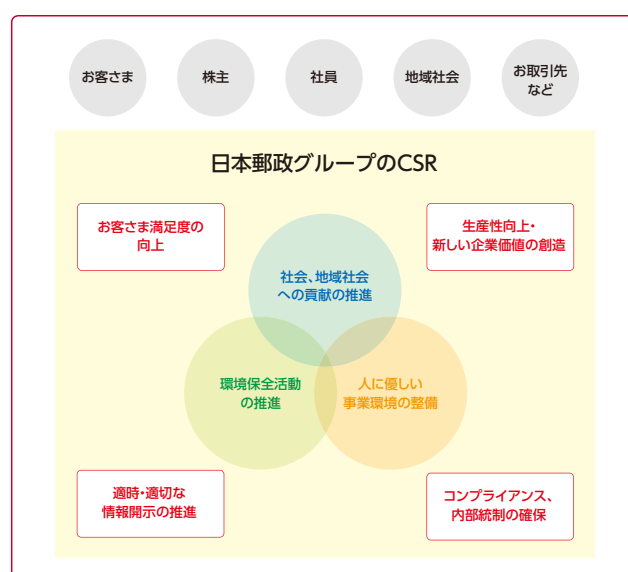 お客さま
株主
社員
地域社会
お取引先
など
日本郵政グループのCSR
お客さま満足度の
向上
生産性向上・
新しい企業価値の創造
社会、地域社会
への貢献の推進
環境保全活動
の推進
人に優しい
事業環境の整備
適時・適切な
情報開示の推進
コンプライアンス、
内部統制の確保